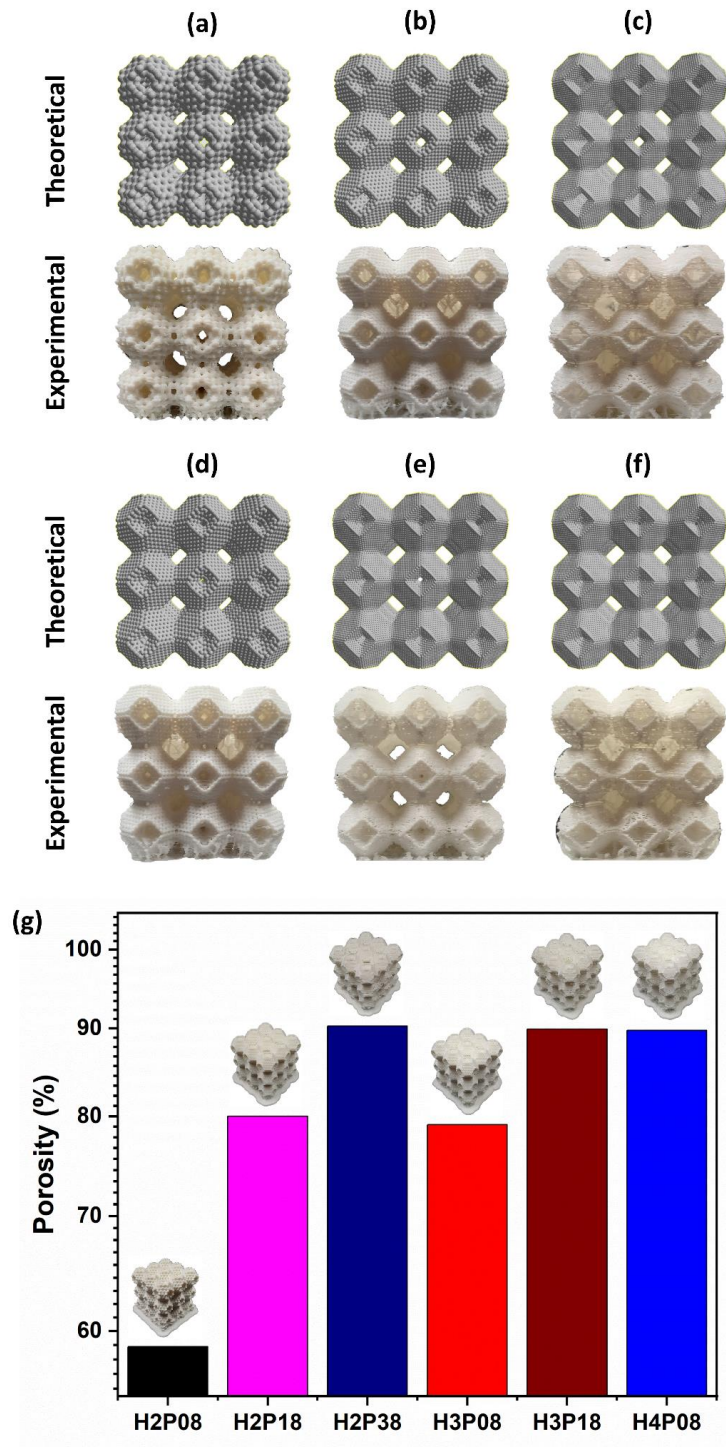 (a) (b) (c)
Theoretical
Experimental
(d) (e) (f)
Theoretical
Experimental
(g)
Porosity (%)
100
90
80
70
60
H2P08 H2P18 H2P38 H3P08 H3P18 H4P08